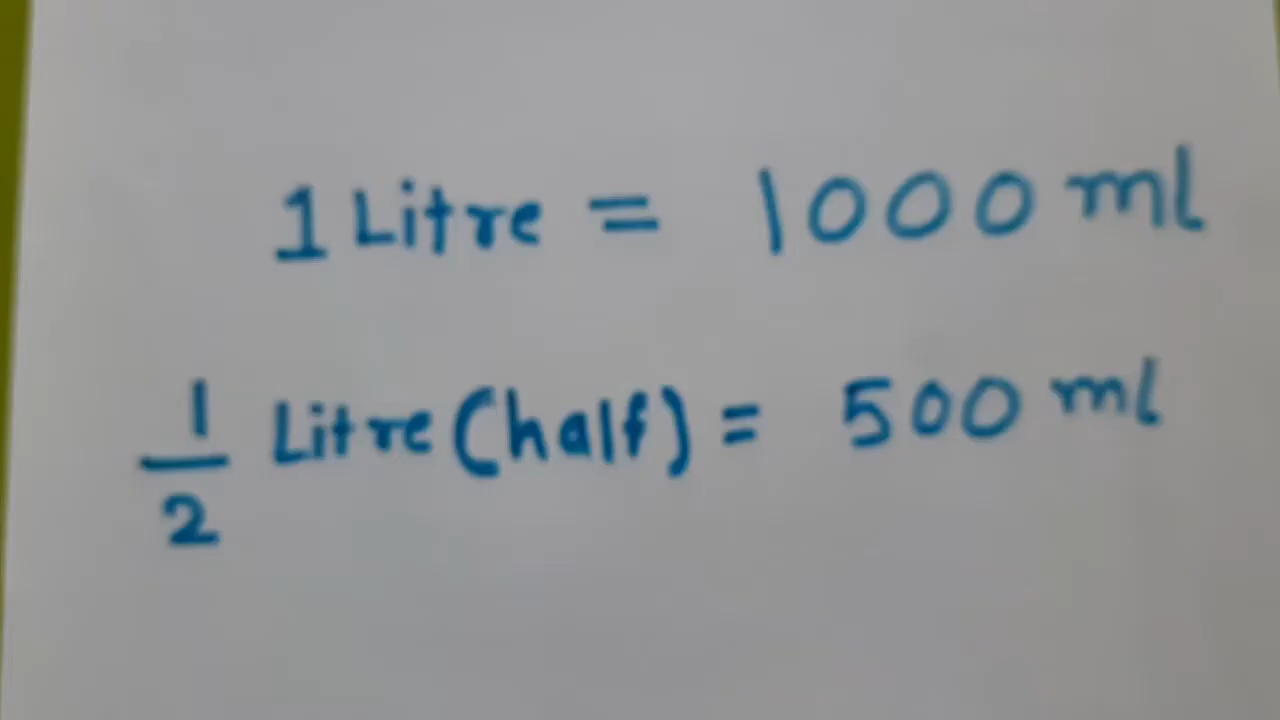 1 Litre = 1000 ml
1/2 Litre (half) = 500 ml